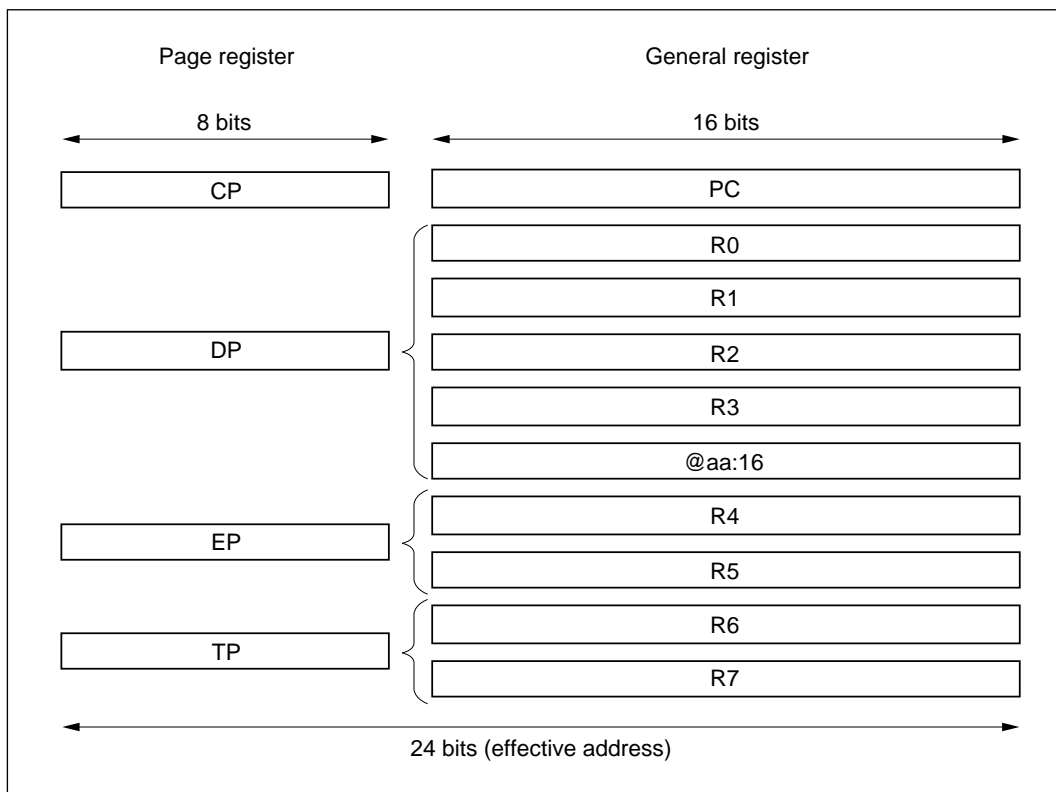 Page register General register
8 bits 16 bits
CP PC
R0
R1
DP R2
R3
@aa:16
R4
EP
R5
R6
TP
R7
24 bits (effective address)